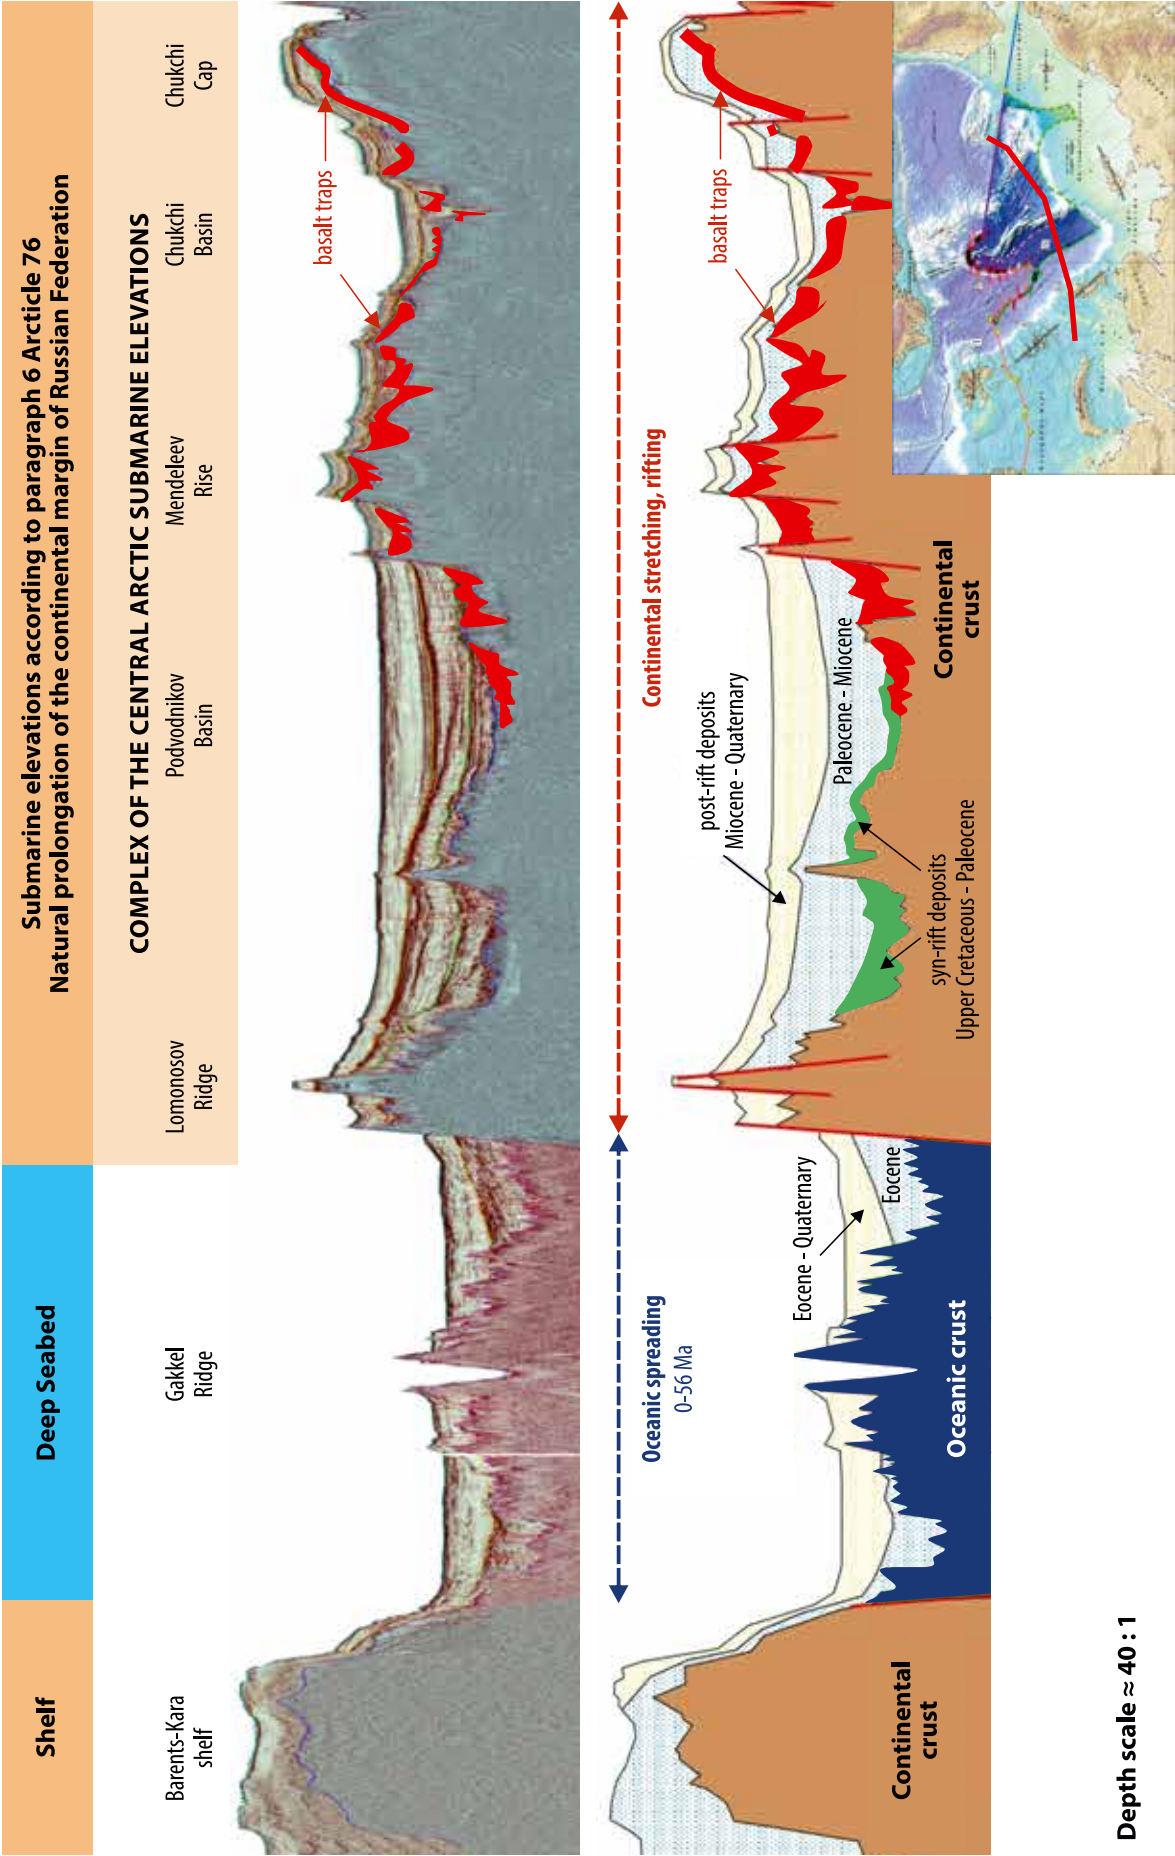 Shelf
Deep Seabed
Submarine elevations according to paragraph 6 Arcticle 76
Natural prolongation of the continental margin of Russian Federation
COMPLEX OF THE CENTRAL ARCTIC SUBMARINE ELEVATIONS
Barents-Kara
shelf
Gakkel
Ridge
Lomonosov
Ridge
Podvodnikov
Basin
Mendeleev
Rise
Chukchi
Basin
Chukchi
Cap
basalt traps
Oceanic spreading
0-56 Ma
Continental stretching, rifting
basalt traps
post-rift deposits
Miocene - Quaternary
Eocene - Quaternary
Eocene
Paleocene - Miocene
syn-rift deposits
Upper Cretaceous - Paleocene
Continental
crust
Oceanic crust
Continental
crust
Depth scale ≈ 40 : 1